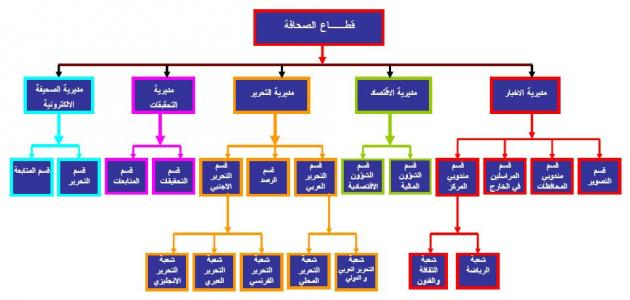 قطـــــاع الصحافة
مديرية الاخبار
مديرية الاقتصاد
مديرية التحرير
مديرية
التحقيقات
مديرية الصحيفة
الالكترونية
قسم التصوير
قسم
مندوبي
المحافظات
قسم
المراسلين
في الخارج
قسم
مندوبي
المركز
قسم
الشؤون
المالية
قسم
الشؤون
الاقتصادية
قسم
التحرير
العربي
قسم
الرصد
قسم
التحرير
الاجنبي
قسم
التحقيقات
قسم
المتابعات
قسم
التحرير
قسم المتابعة
شعبة
الرياضة
شعبة
الثقافة
والفنون
شعبة
التحرير العربي
و الدولي
شعبة
التحرير
المحلي
شعبة
التحرير
الفرنسي
شعبة
التحرير
العبري
شعبة
التحرير
الانجليزي